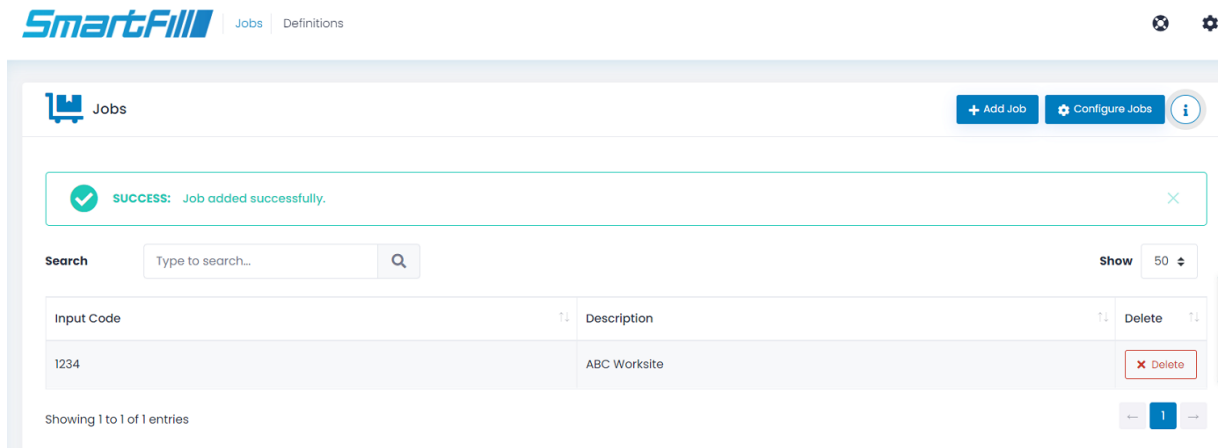 SmartFill Jobs Definitions
Jobs + Add Job Configure Jobs i
SUCCESS: Job added successfully.
Search Type to search... Show 50
Input Code Description Delete
1234 ABC Worksite × Delete
Showing 1 to 1 of 1 entries ← 1 →